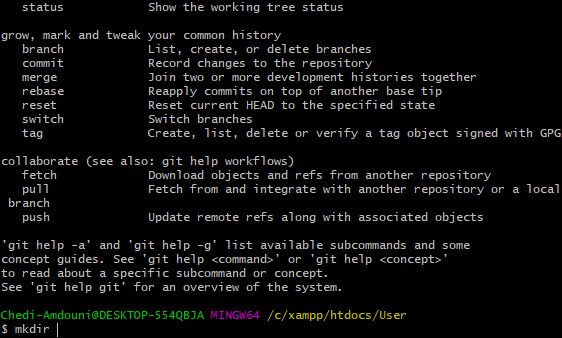 status Show the working tree status
grow, mark and tweak your common history
branch List, create, or delete branches
commit Record changes to the repository
merge Join two or more development histories together
rebase Reapply commits on top of another base tip
reset Reset current HEAD to the specified state
switch Switch branches
tag Create, list, delete or verify a tag object signed with GPG
collaborate (see also: git help workflows)
fetch Download objects and refs from another repository
pull Fetch from and integrate with another repository or a local
branch
push Update remote refs along with associated objects
'git help -a' and 'git help -g' list available subcommands and some
concept guides. See 'git help <command>' or 'git help <concept>'
to read about a specific subcommand or concept.
See 'git help git' for an overview of the system.
Chedi-Amdouni@DESKTOP-554QBJA MINGW64 /c/xampp/htdocs/User
$ mkdir